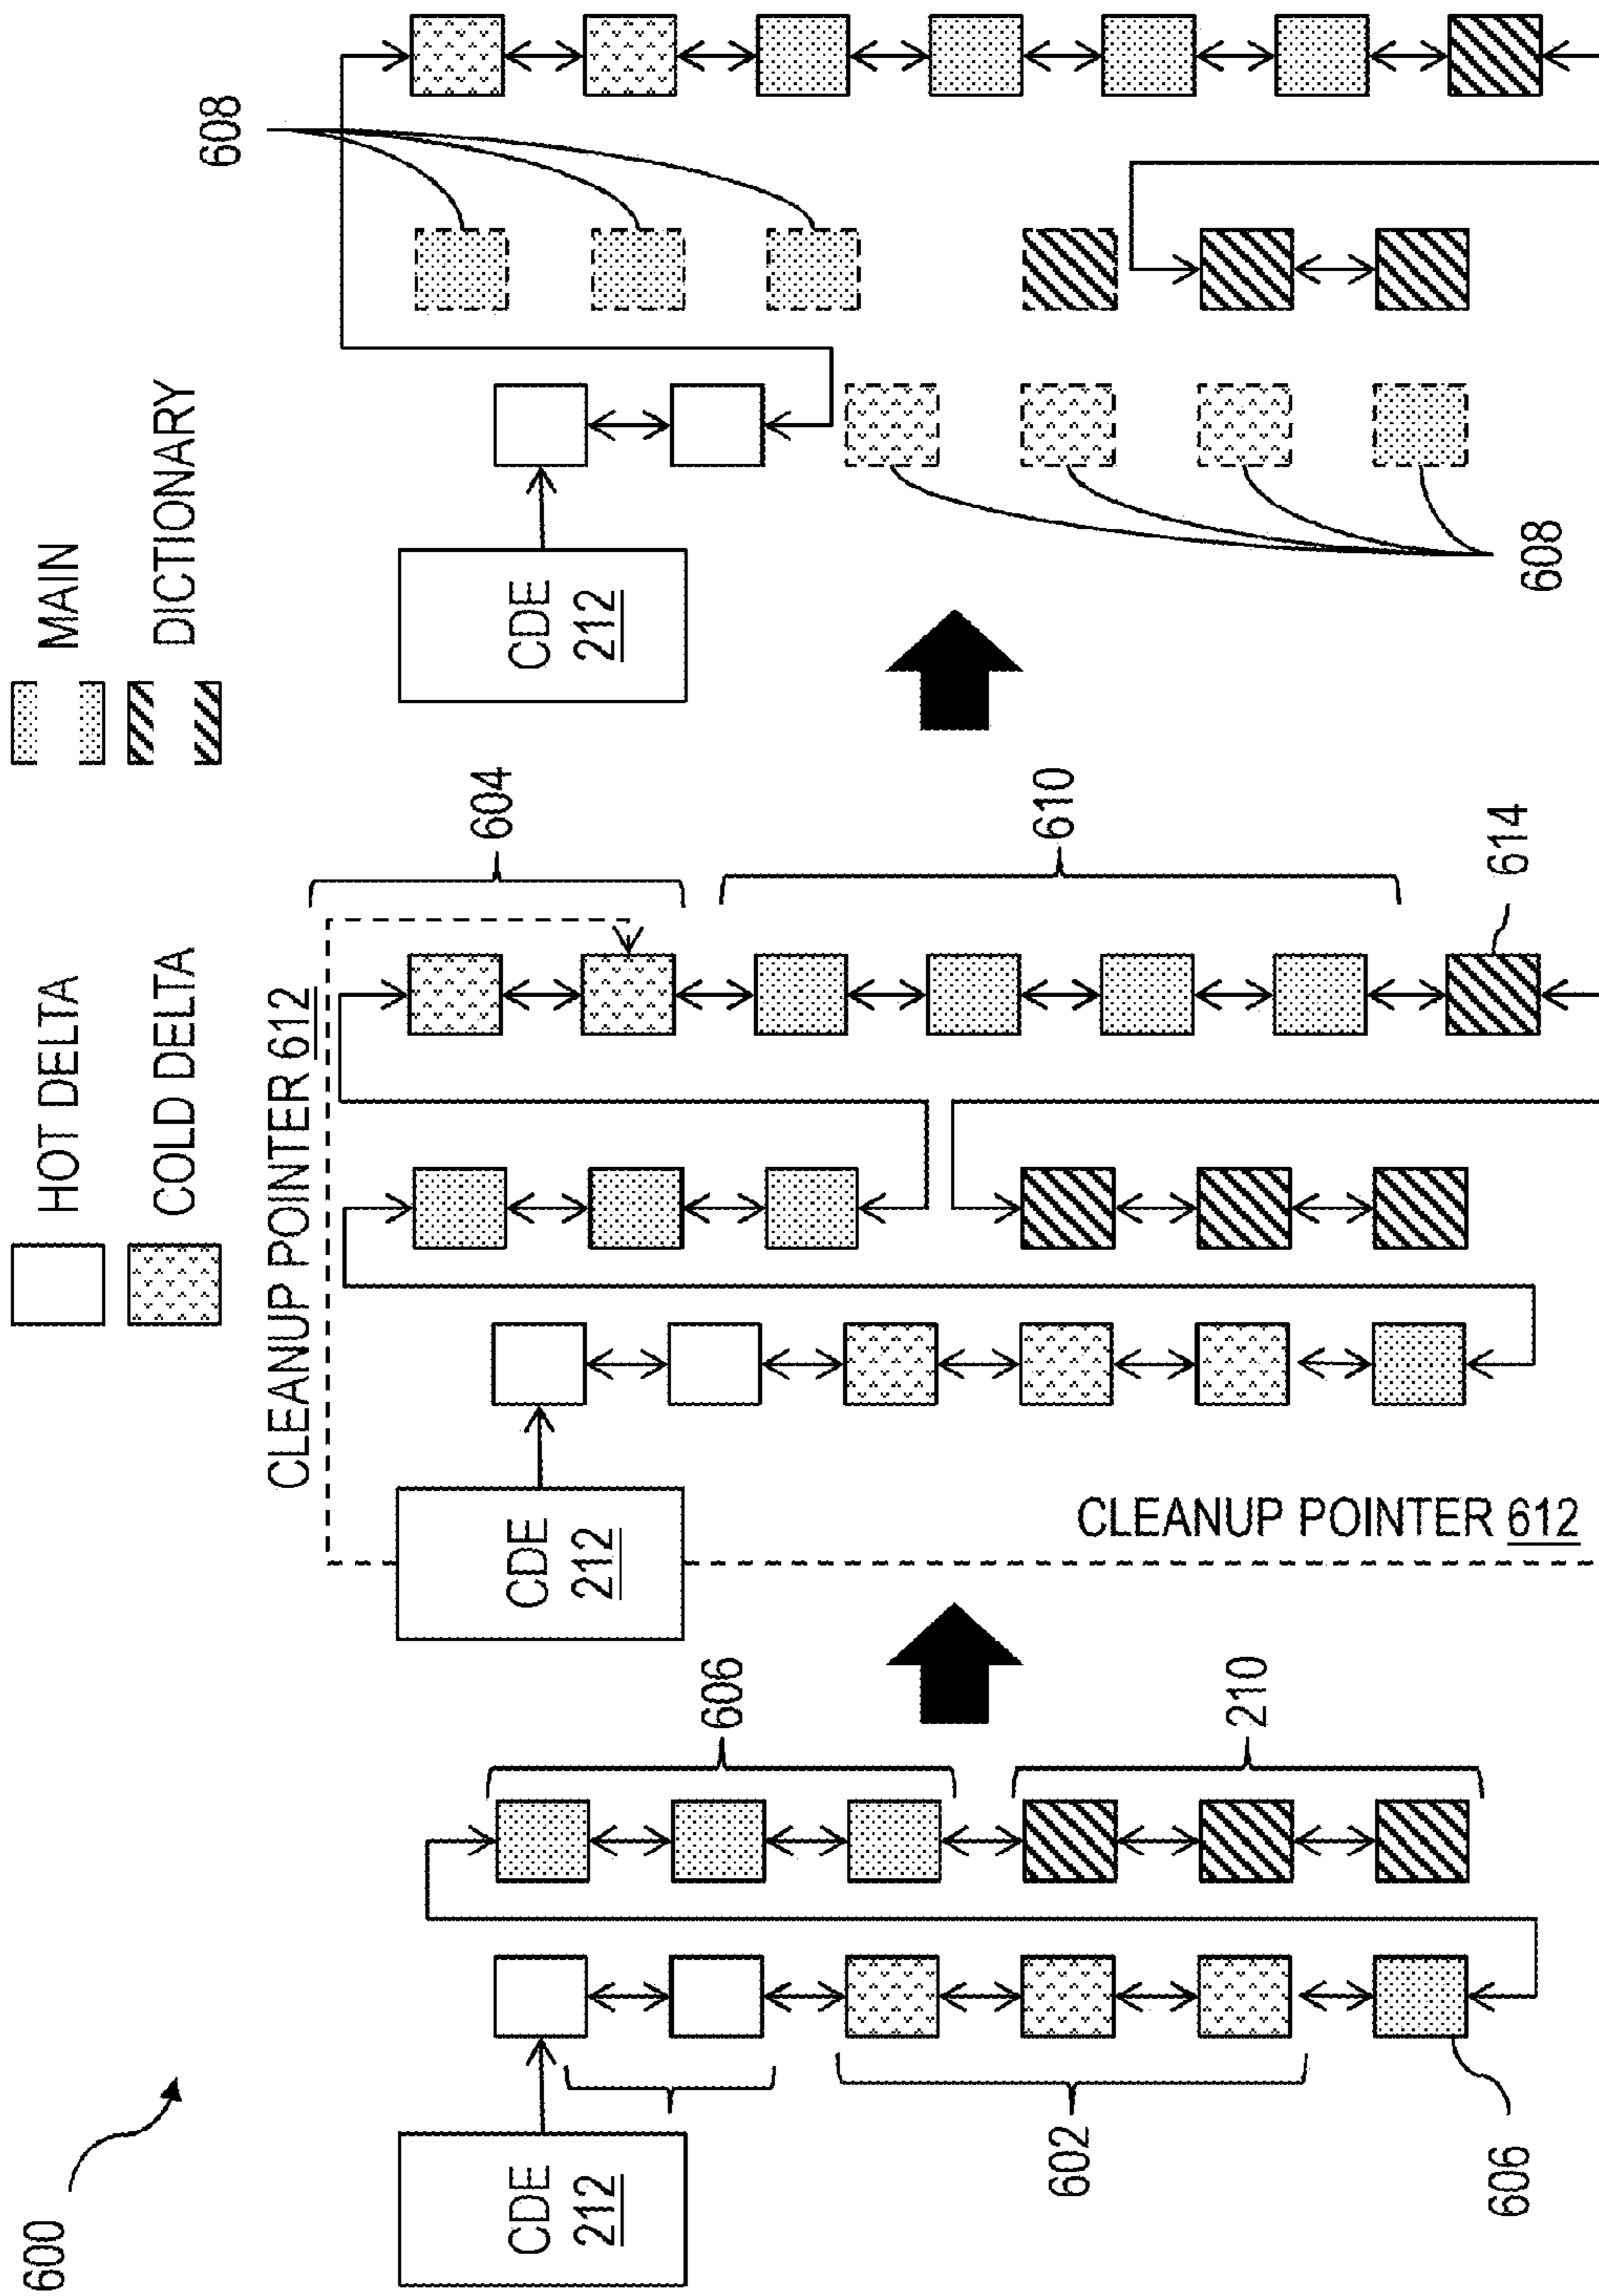 600
HOT DELTA
COLD DELTA
MAIN
DICTIONARY
CLEANUP POINTER 612
CDE
212
602
606
606
210
CDE
212
604
610
614
CLEANUP POINTER 612
CDE
212
608
608